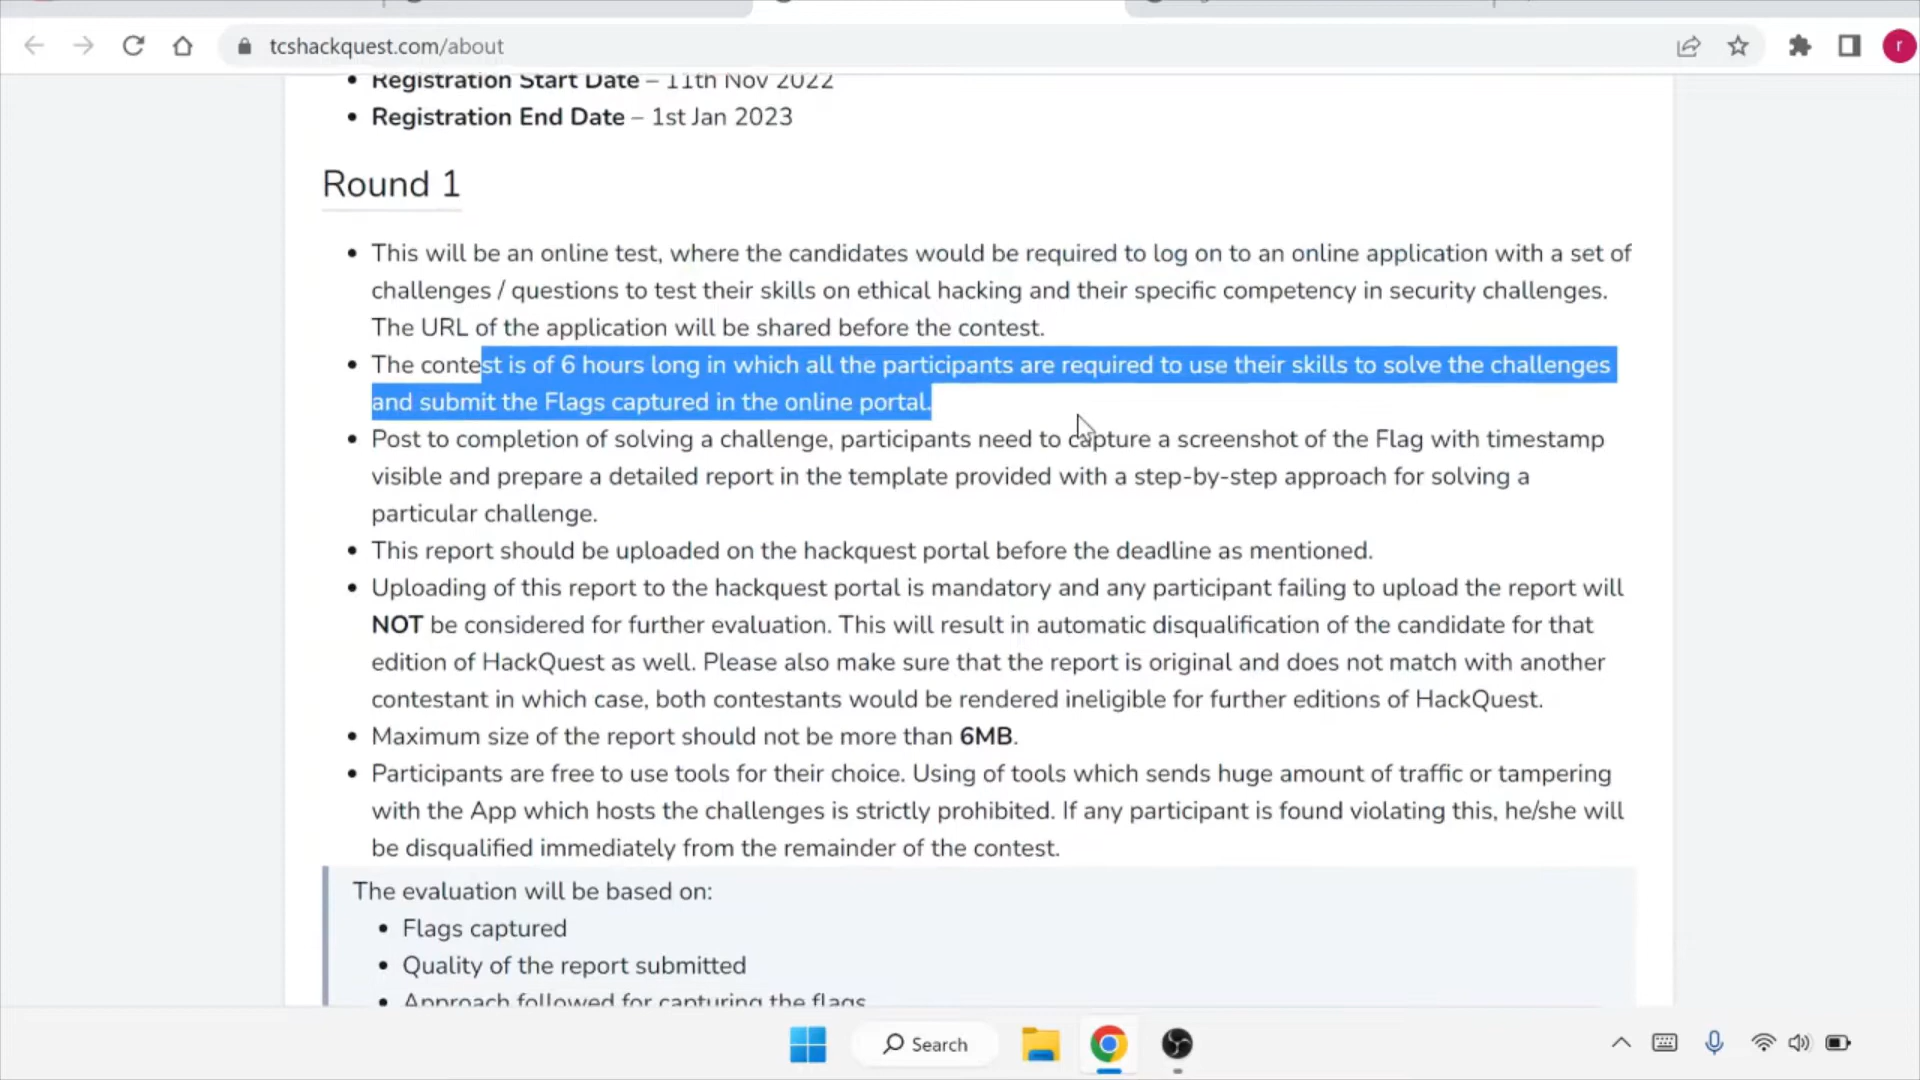 tcshackquest.com/about
r
Registration Start Date – 11th Nov 2022
Registration End Date – 1st Jan 2023
Round 1
This will be an online test, where the candidates would be required to log on to an online application with a set of
challenges / questions to test their skills on ethical hacking and their specific competency in security challenges.
The URL of the application will be shared before the contest.
The contest is of 6 hours long in which all the participants are required to use their skills to solve the challenges
and submit the Flags captured in the online portal.
Post to completion of solving a challenge, participants need to capture a screenshot of the Flag with timestamp
visible and prepare a detailed report in the template provided with a step-by-step approach for solving a
particular challenge.
This report should be uploaded on the hackquest portal before the deadline as mentioned.
Uploading of this report to the hackquest portal is mandatory and any participant failing to upload the report will
NOT be considered for further evaluation. This will result in automatic disqualification of the candidate for that
edition of HackQuest as well. Please also make sure that the report is original and does not match with another
contestant in which case, both contestants would be rendered ineligible for further editions of HackQuest.
Maximum size of the report should not be more than 6MB.
Participants are free to use tools for their choice. Using of tools which sends huge amount of traffic or tampering
with the App which hosts the challenges is strictly prohibited. If any participant is found violating this, he/she will
be disqualified immediately from the remainder of the contest.
The evaluation will be based on:
Flags captured
Quality of the report submitted
Approach followed for capturing the flags
Search